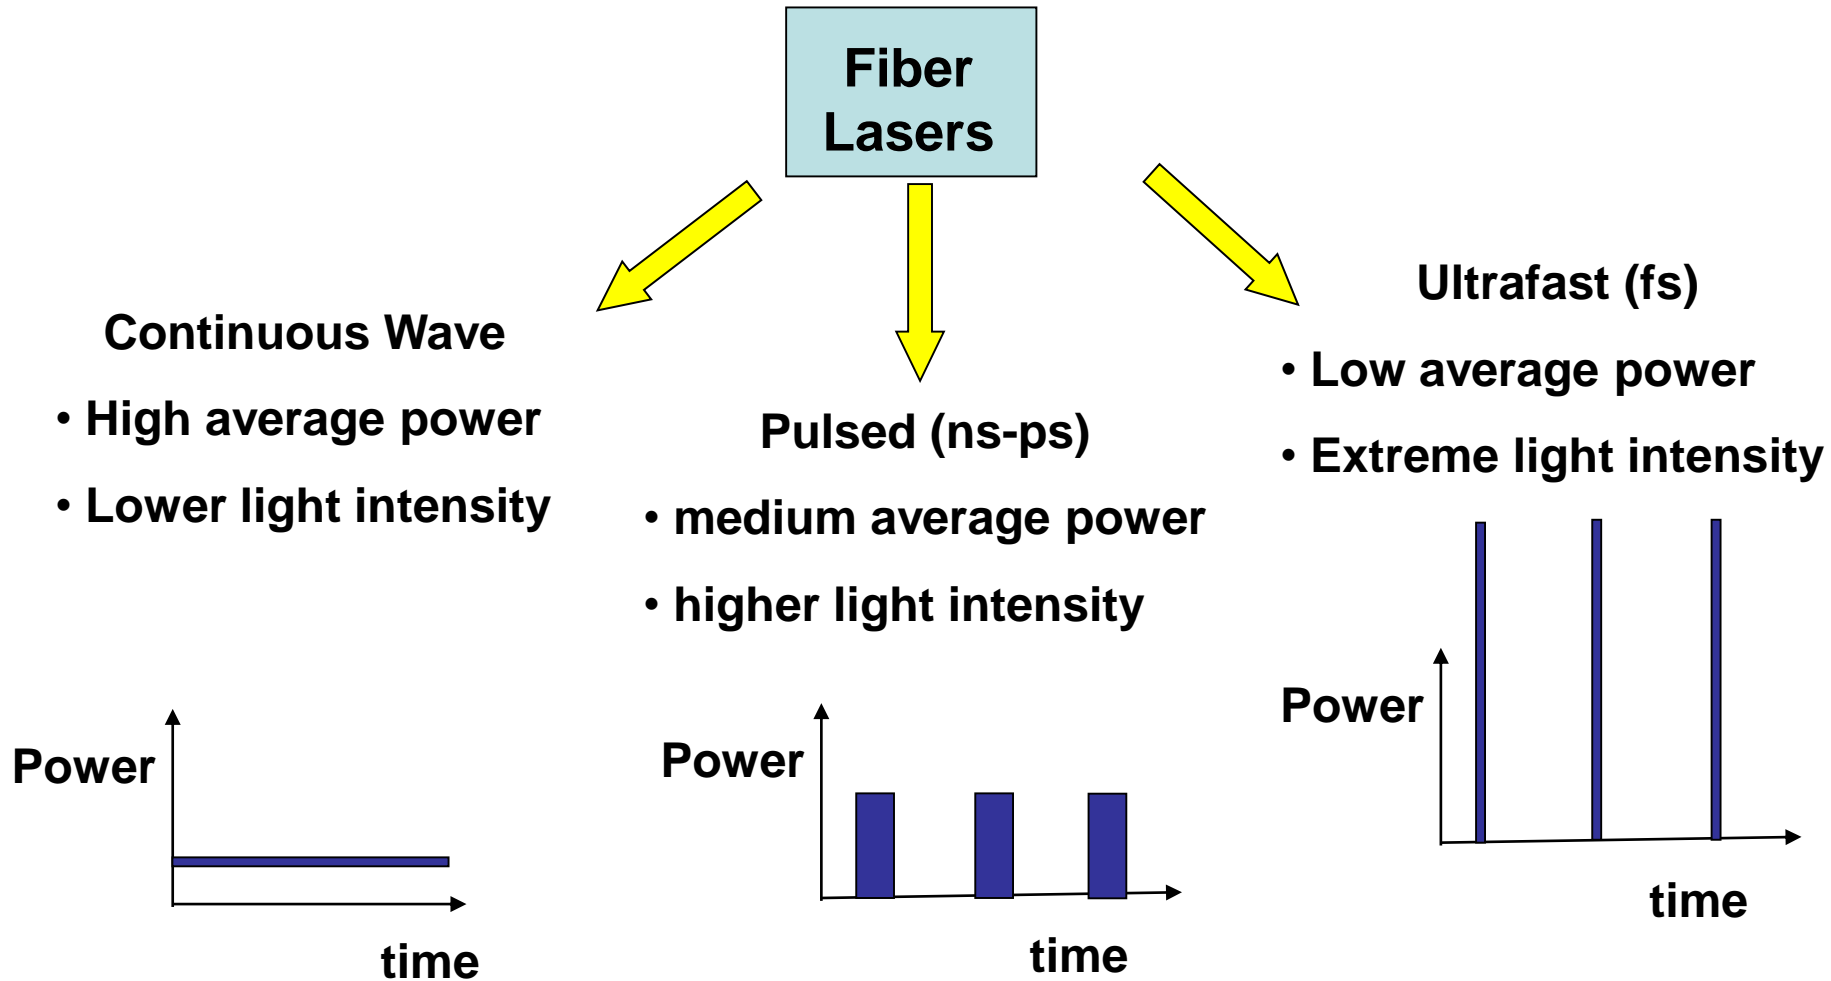 Fiber
Lasers
Continuous Wave
• High average power
• Lower light intensity
Power
time
Pulsed (ns-ps)
• medium average power
• higher light intensity
Power
time
Ultrafast (fs)
• Low average power
• Extreme light intensity
Power
time